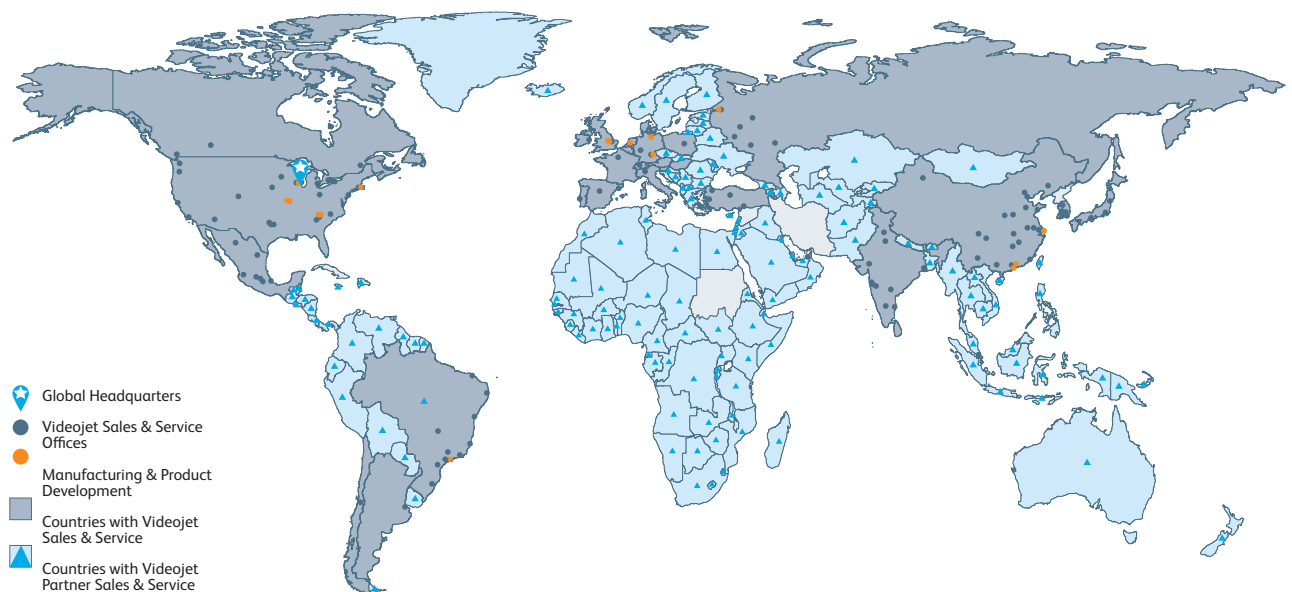 Global Headquarters
Videojet Sales & Service
Offices
Manufacturing & Product
Development
Countries with Videojet
Sales & Service
Countries with Videojet
Partner Sales & Service